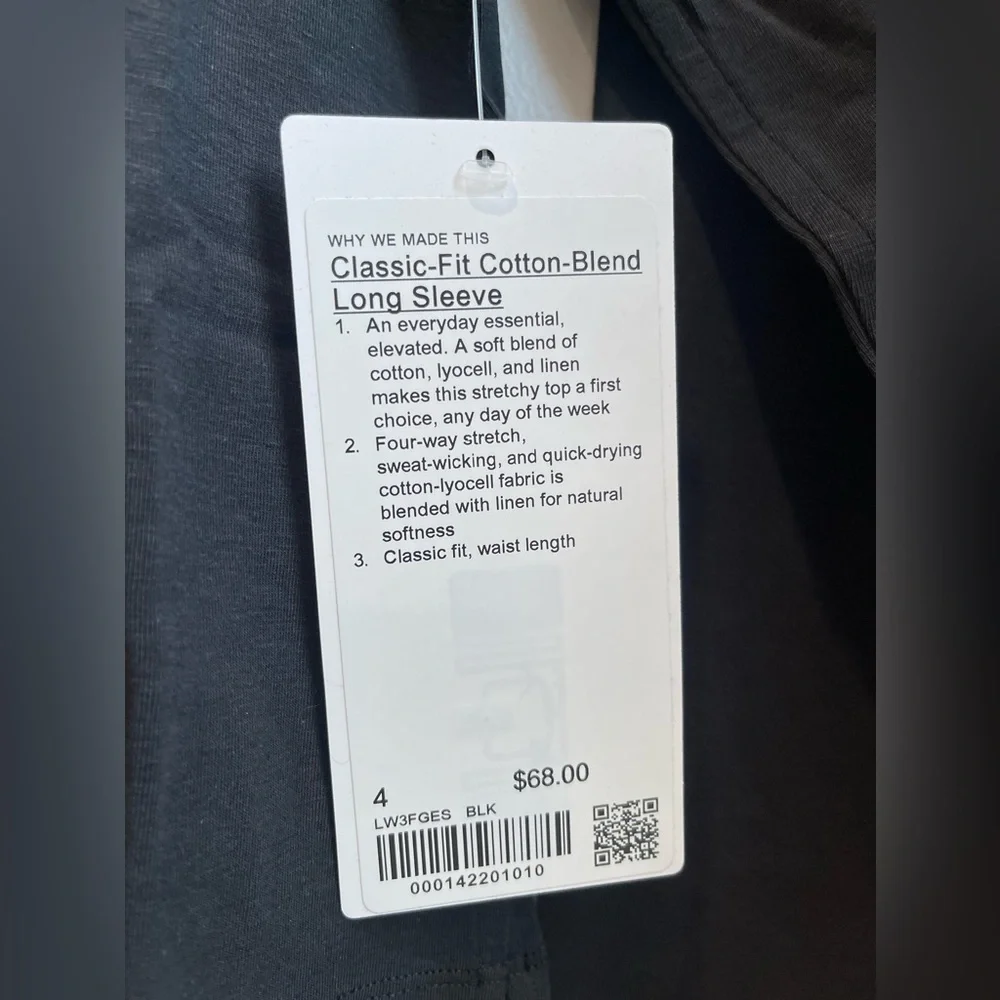 WHY WE MADE THIS
Classic-Fit Cotton-Blend
Long Sleeve
1. An everyday essential,
elevated. A soft blend of
cotton, lyocell, and linen
makes this stretchy top a first
choice, any day of the week
2. Four-way stretch,
sweat-wicking, and quick-drying
cotton-lyocell fabric is
blended with linen for natural
softness
3. Classic fit, waist length
4 $68.00
LW3FGES BLK
000142201010